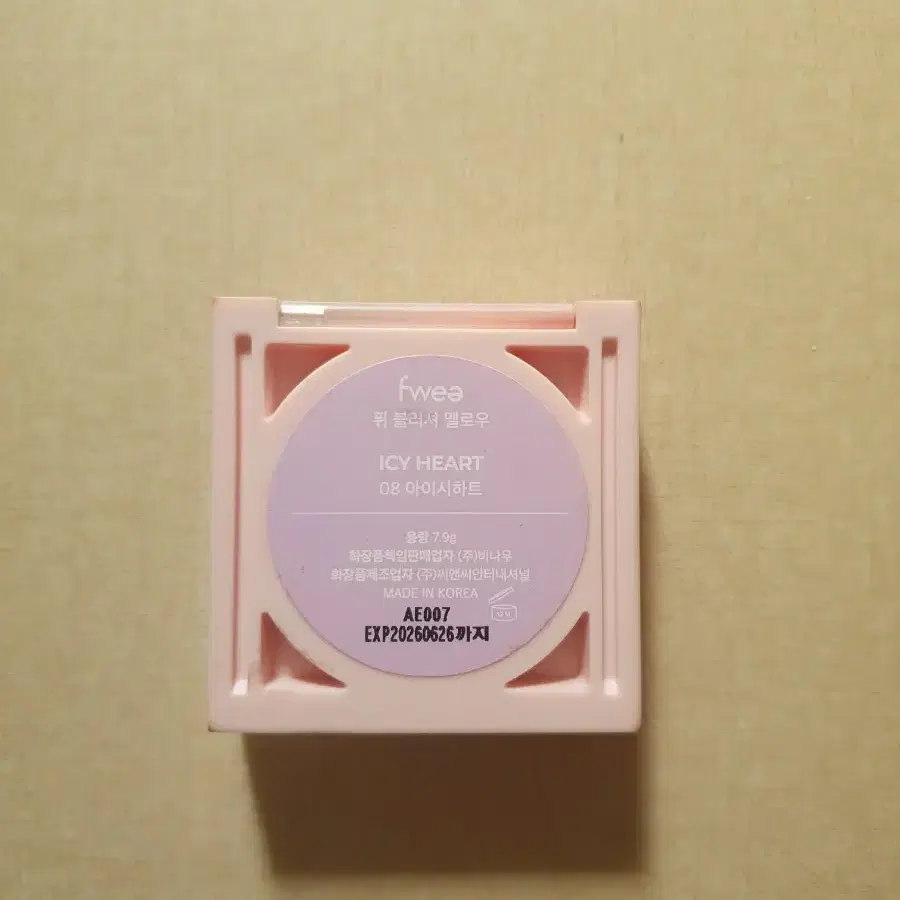 fwee
퓌 블러셔 멜로우
ICY HEART
08 아이시하트
용량 7.9g
화장품책임판매업자 (주)비나우
화장품제조업자 (주)씨앤씨인터내셔널
MADE IN KOREA
AE007
EXP20260626까지